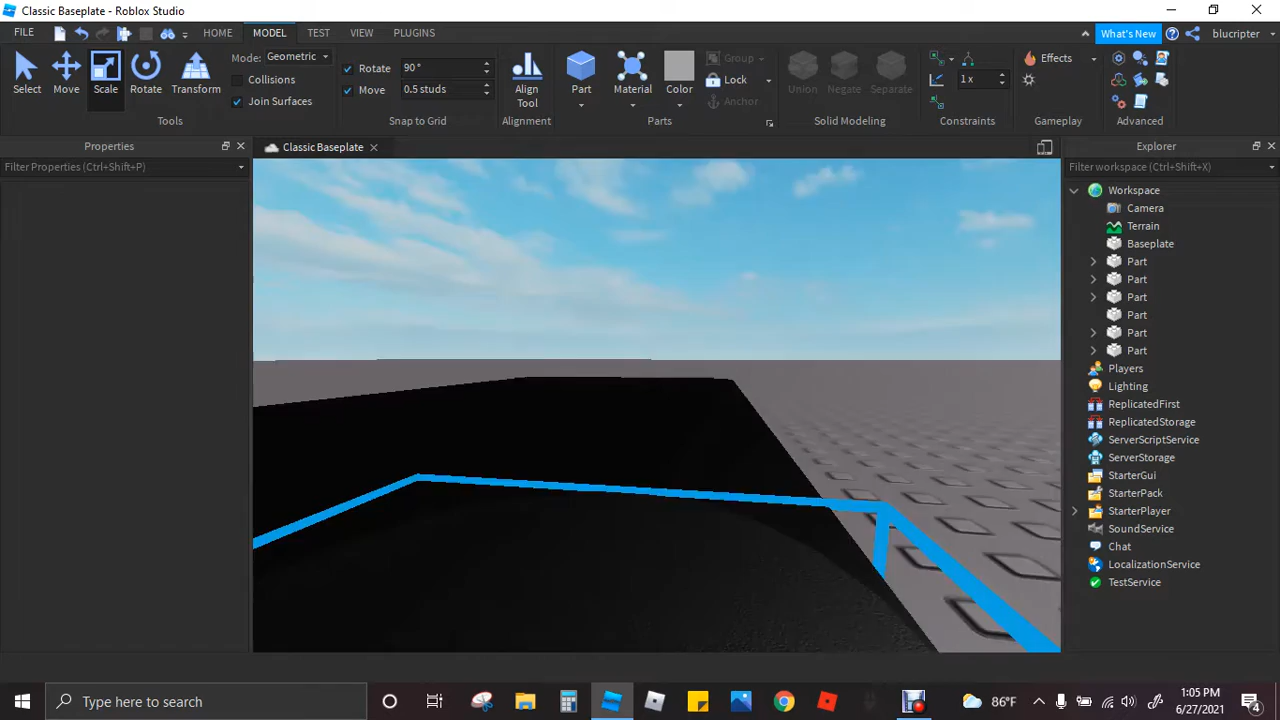 Classic Baseplate - Roblox Studio
FILE
HOME
MODEL
TEST
VIEW
PLUGINS
What's New
blucripter
Select
Move
Scale
Rotate
Transform
Mode: Geometric
Collisions
Join Surfaces
Tools
Rotate 90°
Move 0.5 studs
Snap to Grid
Align Tool
Alignment
Part
Material
Color
Group
Lock
Anchor
Parts
Union
Negate
Separate
Solid Modeling
1 x
Constraints
Effects
Gameplay
Advanced
Properties
Filter Properties (Ctrl+Shift+P)
Classic Baseplate
Explorer
Filter workspace (Ctrl+Shift+X)
Workspace
Camera
Terrain
Baseplate
Part
Part
Part
Part
Part
Part
Players
Lighting
ReplicatedFirst
ReplicatedStorage
ServerScriptService
ServerStorage
StarterGui
StarterPack
StarterPlayer
SoundService
Chat
LocalizationService
TestService
Type here to search
86°F
1:05 PM
6/27/2021
4